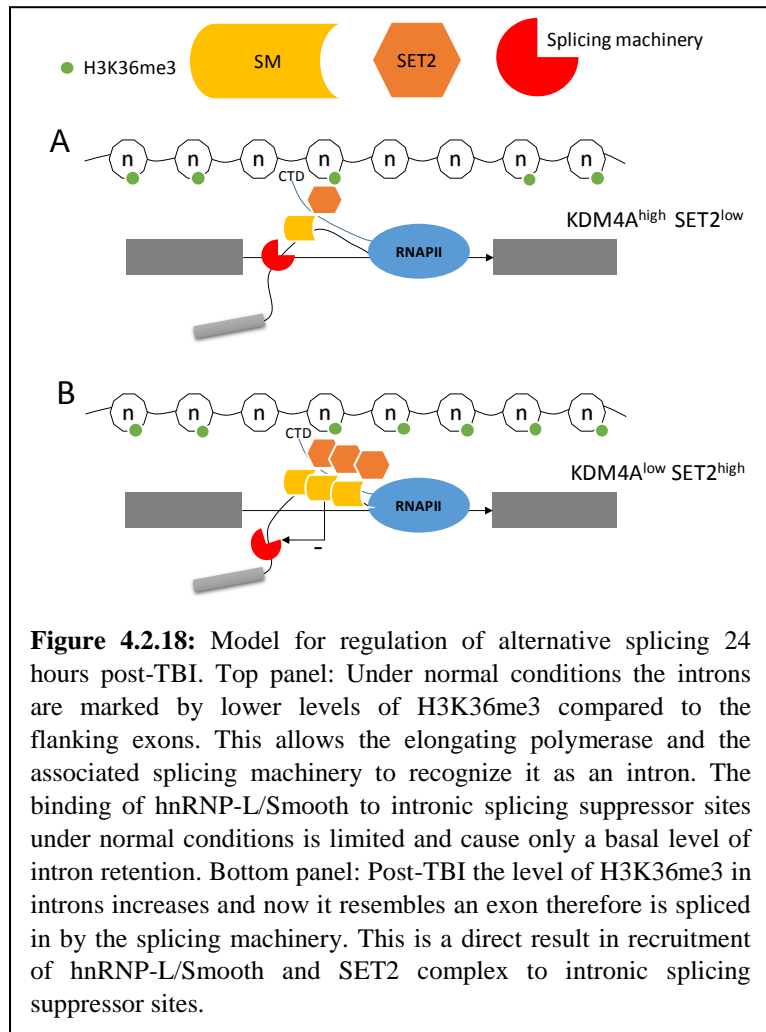 H3K36me3
SM
SET2
Splicing machinery
A
n n n n n n n n
CTD
KDM4Ahigh SET2low
RNAPII
B
n n n n n n n n
CTD
KDM4Alow SET2high
RNAPII
–
Figure 4.2.18: Model for regulation of alternative splicing 24
hours post-TBI. Top panel: Under normal conditions the introns
are marked by lower levels of H3K36me3 compared to the
flanking exons. This allows the elongating polymerase and the
associated splicing machinery to recognize it as an intron. The
binding of hnRNP-L/Smooth to intronic splicing suppressor sites
under normal conditions is limited and cause only a basal level of
intron retention. Bottom panel: Post-TBI the level of H3K36me3 in
introns increases and now it resembles an exon therefore is spliced
in by the splicing machinery. This is a direct result in recruitment
of hnRNP-L/Smooth and SET2 complex to intronic splicing
suppressor sites.